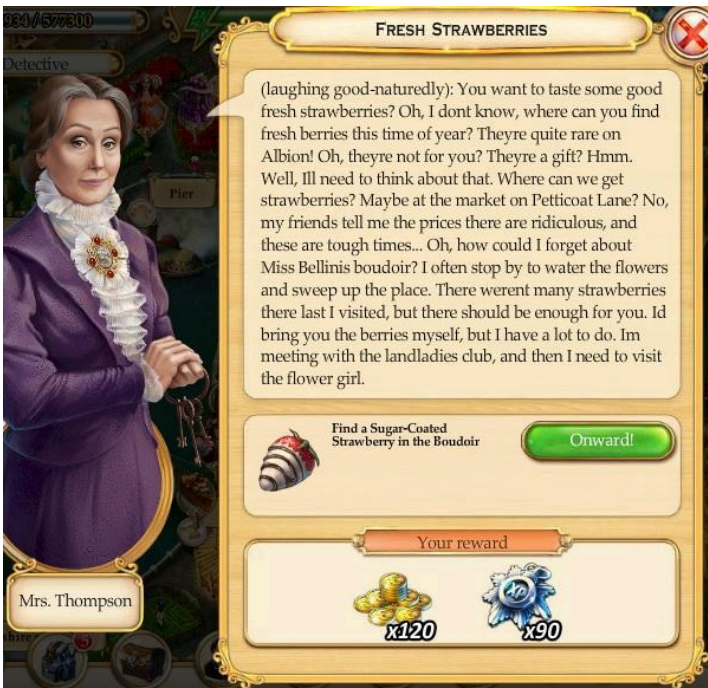 934/577300
FRESH STRAWBERRIES
Detective
(laughing good-naturedly): You want to taste some good
fresh strawberries? Oh, I dont know, where can you find
fresh berries this time of year? Theyre quite rare on
Albion! Oh, theyre not for you? Theyre a gift? Hmm.
Well, Ill need to think about that. Where can we get
strawberries? Maybe at the market on Petticoat Lane? No,
my friends tell me the prices there are ridiculous, and
these are tough times... Oh, how could I forget about
Miss Bellinis boudoir? I often stop by to water the flowers
and sweep up the place. There werent many strawberries
there last I visited, but there should be enough for you. Id
bring you the berries myself, but I have a lot to do. Im
meeting with the landladies club, and then I need to visit
the flower girl.
Pier
Find a Sugar-Coated
Strawberry in the Boudoir
Onward!
Your reward
Mrs. Thompson
XP
x120
x90